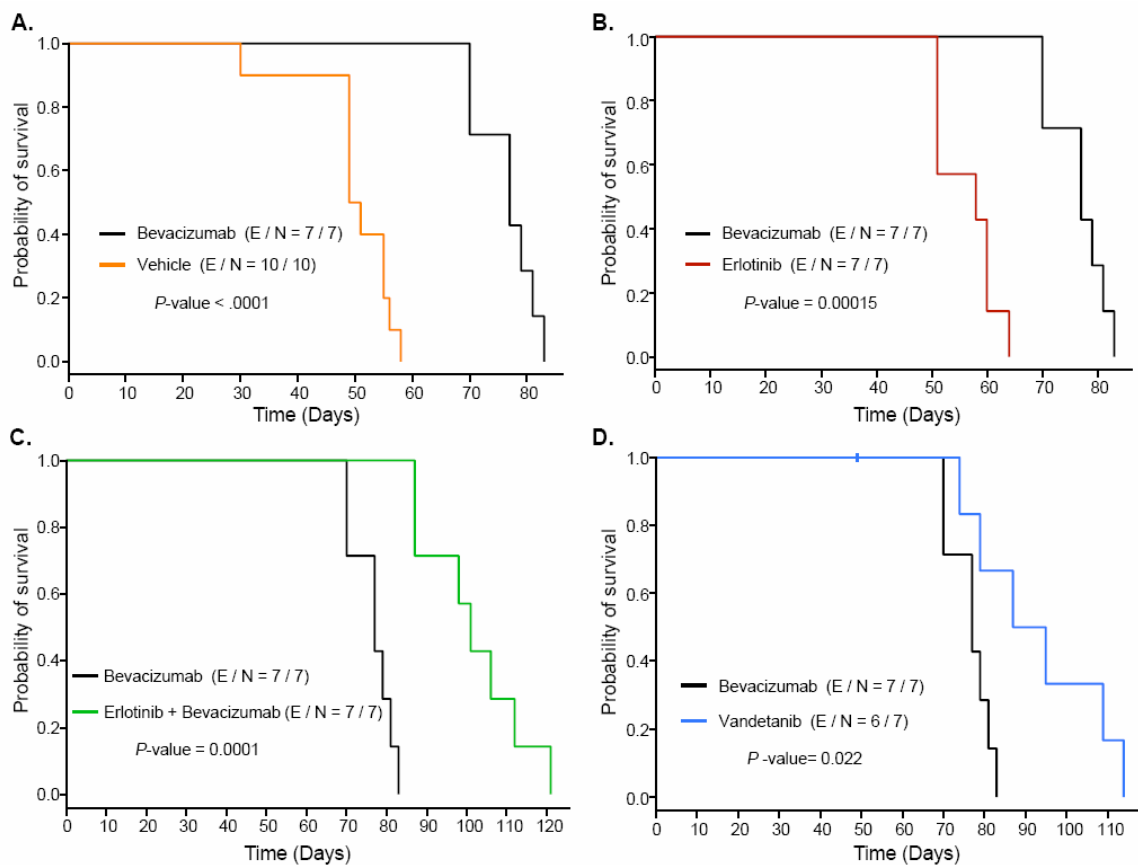 A.
Probability of survival
1.0
0.8
0.6
0.4
0.2
0.0
Bevacizumab (E / N = 7 / 7)
Vehicle (E / N = 10 / 10)
P-value < .0001
0 10 20 30 40 50 60 70 80
Time (Days)
B.
Probability of survival
1.0
0.8
0.6
0.4
0.2
0.0
Bevacizumab (E / N = 7 / 7)
Erlotinib (E / N = 7 / 7)
P-value = 0.00015
0 10 20 30 40 50 60 70 80
Time (Days)
C.
Probability of survival
1.0
0.8
0.6
0.4
0.2
0.0
Bevacizumab (E / N = 7 / 7)
Erlotinib + Bevacizumab (E / N = 7 / 7)
P-value = 0.0001
0 10 20 30 40 50 60 70 80 90 100 110 120
Time (Days)
D.
Probability of survival
1.0
0.8
0.6
0.4
0.2
0.0
Bevacizumab (E / N = 7 / 7)
Vandetanib (E / N = 6 / 7)
P -value= 0.022
0 10 20 30 40 50 60 70 80 90 100 110
Time (Days)